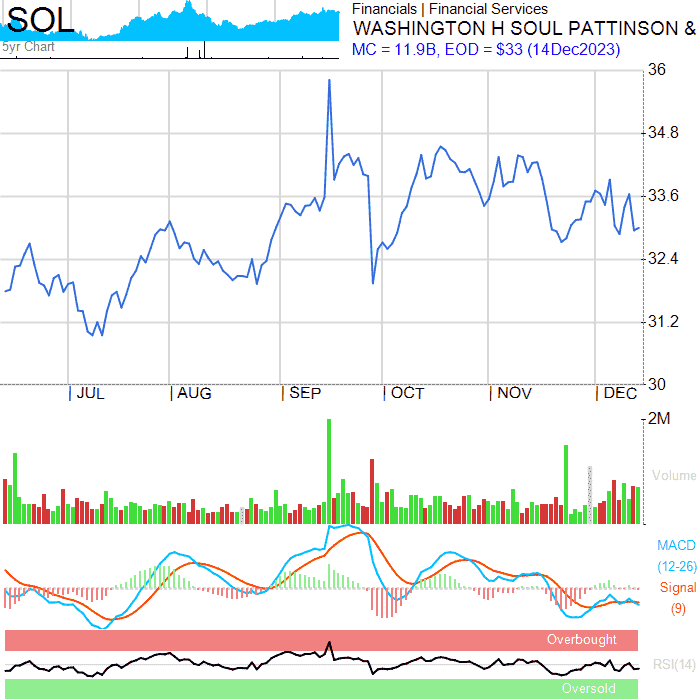 SOL
5yr Chart
Financials | Financial Services
WASHINGTON H SOUL PATTINSON &
MC = 11.9B, EOD = $33 (14Dec2023)
36
34.8
33.6
32.4
31.2
30
JUL AUG SEP OCT NOV DEC
2M
Volume
MACD
(12-26)
Signal
(9)
Overbought
RSI(14)
Oversold